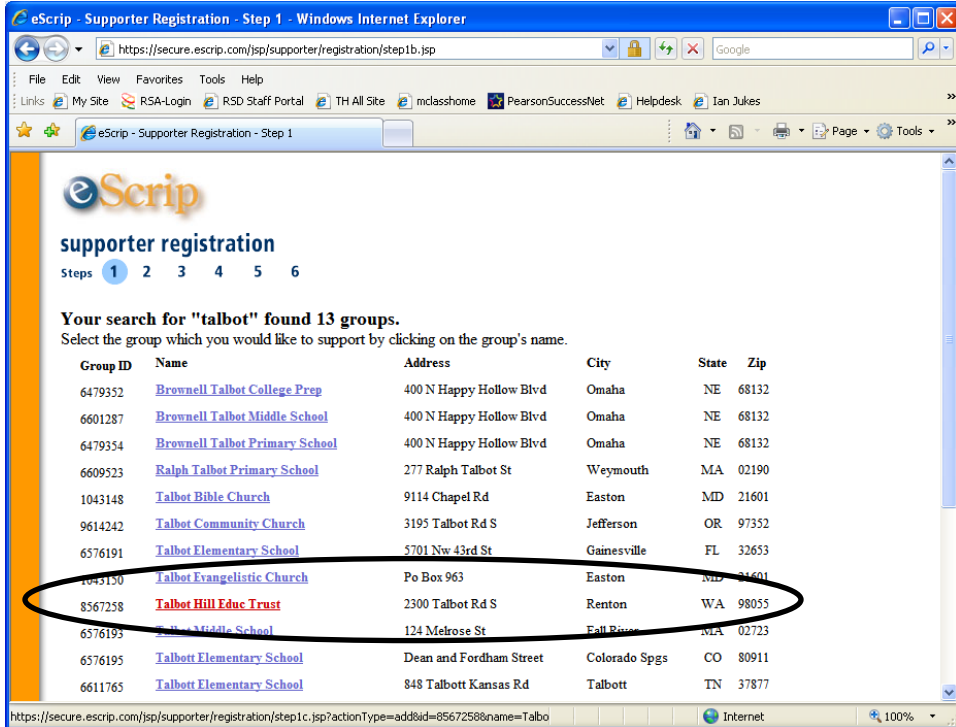 eScrip - Supporter Registration - Step 1 - Windows Internet Explorer
https://secure.escrip.com/jsp/supporter/registration/step1b.jsp Google
File Edit View Favorites Tools Help
Links My Site RSA-Login RSD Staff Portal TH All Site mclasshome PearsonSuccessNet Helpdesk Ian Jukes »
eScrip - Supporter Registration - Step 1 Page Tools »
eScrip
supporter registration
Steps 1 2 3 4 5 6
Your search for "talbot" found 13 groups.
Select the group which you would like to support by clicking on the group's name.
Group ID Name Address City State Zip
6479352 Brownell Talbot College Prep 400 N Happy Hollow Blvd Omaha NE 68132
6601287 Brownell Talbot Middle School 400 N Happy Hollow Blvd Omaha NE 68132
6479354 Brownell Talbot Primary School 400 N Happy Hollow Blvd Omaha NE 68132
6609523 Ralph Talbot Primary School 277 Ralph Talbot St Weymouth MA 02190
1043148 Talbot Bible Church 9114 Chapel Rd Easton MD 21601
9614242 Talbot Community Church 3195 Talbot Rd S Jefferson OR 97352
6576191 Talbot Elementary School 5701 Nw 43rd St Gainesville FL 32653
1043150 Talbot Evangelistic Church Po Box 963 Easton MD 21601
8567258 Talbot Hill Educ Trust 2300 Talbot Rd S Renton WA 98055
6576193 Talbot Middle School 124 Melrose St Fall River MA 02723
6576195 Talbott Elementary School Dean and Fordham Street Colorado Spgs CO 80911
6611765 Talbott Elementary School 848 Talbott Kansas Rd Talbott TN 37877
https://secure.escrip.com/jsp/supporter/registration/step1c.jsp?actionType=add&id=8567258&name=Talbo Internet 100%